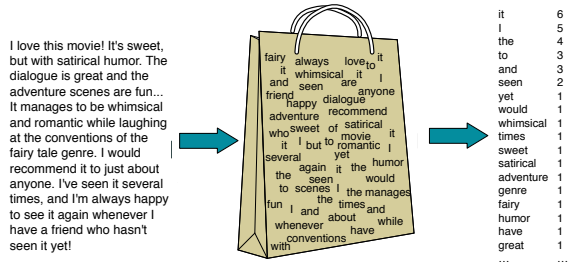 I love this movie! It's sweet,
but with satirical humor. The
dialogue is great and the
adventure scenes are fun...
It manages to be whimsical
and romantic while laughing
at the conventions of the
fairy tale genre. I would
recommend it to just about
anyone. I've seen it several
times, and I'm always happy
to see it again whenever I
have a friend who hasn't
seen it yet!
fairy always love to it
it whimsical it I
and seen are anyone
friend happy dialogue
adventure recommend
who sweet of satirical it
it I but to movie romantic I
several yet
again it the humor
the seen would
to scenes I the manages
fun the times and
I and about while
whenever have
conventions
with
it 6
I 5
the 4
to 3
and 3
seen 2
yet 1
would 1
whimsical 1
times 1
sweet 1
satirical 1
adventure 1
genre 1
fairy 1
humor 1
have 1
great 1
... ...